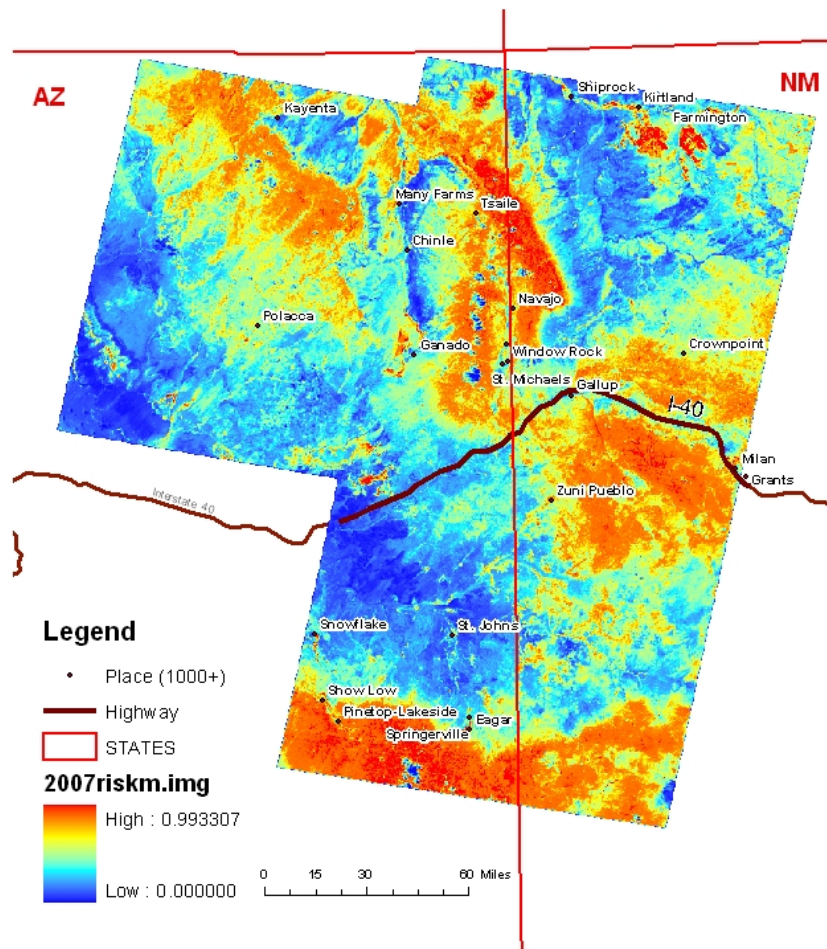 AZ
NM
Shiprock
Kirtland
Farmington
Kayenta
Many Farms
Tsaile
Chinle
Navajo
Polacca
Ganado
Window Rock
Crownpoint
St. Michaels
Gallup
I-40
Milan
Grants
Zuni Pueblo
Interstate 40
Snowflake
St. Johns
Show Low
Pinetop-Lakeside
Eagar
Springerville
Legend
Place (1000+)
Highway
STATES
2007riskm.img
High : 0.993307
Low : 0.000000
0 15 30 60 Miles